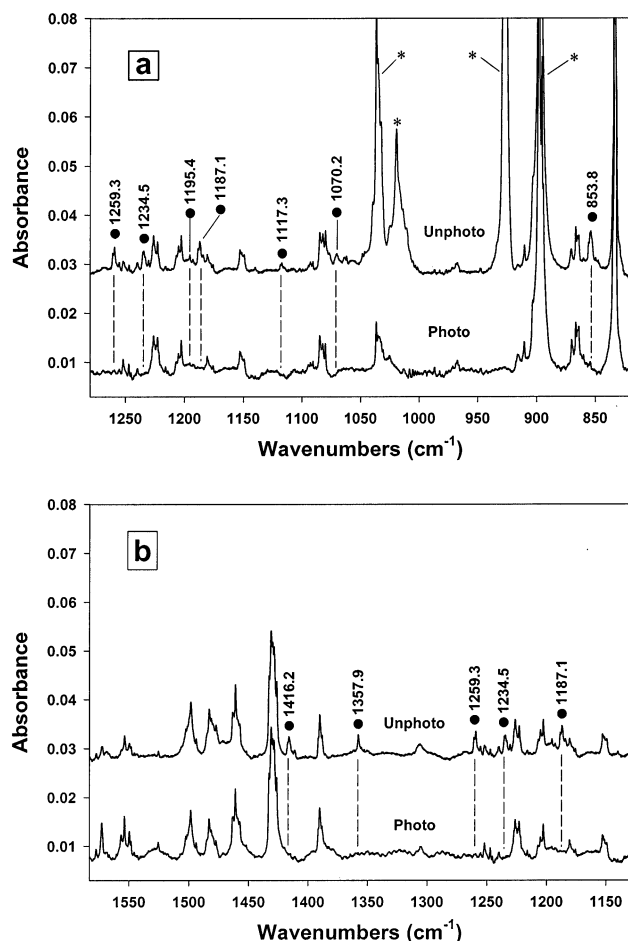 0.08
0.07
0.06
0.05
0.04
0.03
0.02
0.01
Absorbance
a
1259.3
1234.5
1195.4
1187.1
1117.3
1070.2
853.8
*
*
*
*
Unphoto
Photo
1250 1200 1150 1100 1050 1000 950 900 850
Wavenumbers (cm-1)
0.08
0.07
0.06
0.05
0.04
0.03
0.02
0.01
Absorbance
b
1416.2
1357.9
1259.3
1234.5
1187.1
Unphoto
Photo
1550 1500 1450 1400 1350 1300 1250 1200 1150
Wavenumbers (cm-1)